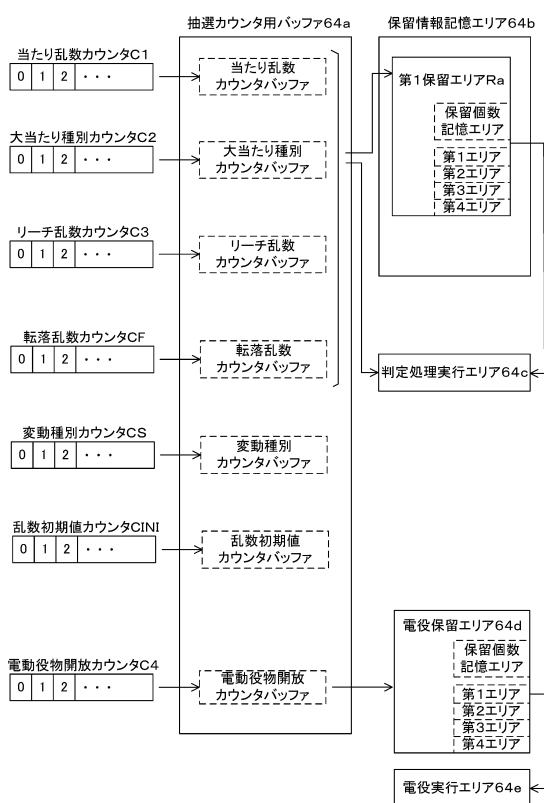 抽選カウンタ用バッファ64a
保留情報記憶エリア64b
当たり乱数カウンタC1
0 1 2 ・・・
当たり乱数
カウンタバッファ
大当たり種別カウンタC2
0 1 2 ・・・
大当たり種別
カウンタバッファ
リーチ乱数カウンタC3
0 1 2 ・・・
リーチ乱数
カウンタバッファ
転落乱数カウンタCF
0 1 2 ・・・
転落乱数
カウンタバッファ
変動種別カウンタCS
0 1 2 ・・・
変動種別
カウンタバッファ
乱数初期値カウンタCINI
0 1 2 ・・・
乱数初期値
カウンタバッファ
電動役物開放カウンタC4
0 1 2 ・・・
電動役物開放
カウンタバッファ
第1保留エリアRa
保留個数
記憶エリア
第1エリア
第2エリア
第3エリア
第4エリア
判定処理実行エリア64c
電役保留エリア64d
保留個数
記憶エリア
第1エリア
第2エリア
第3エリア
第4エリア
電役実行エリア64e